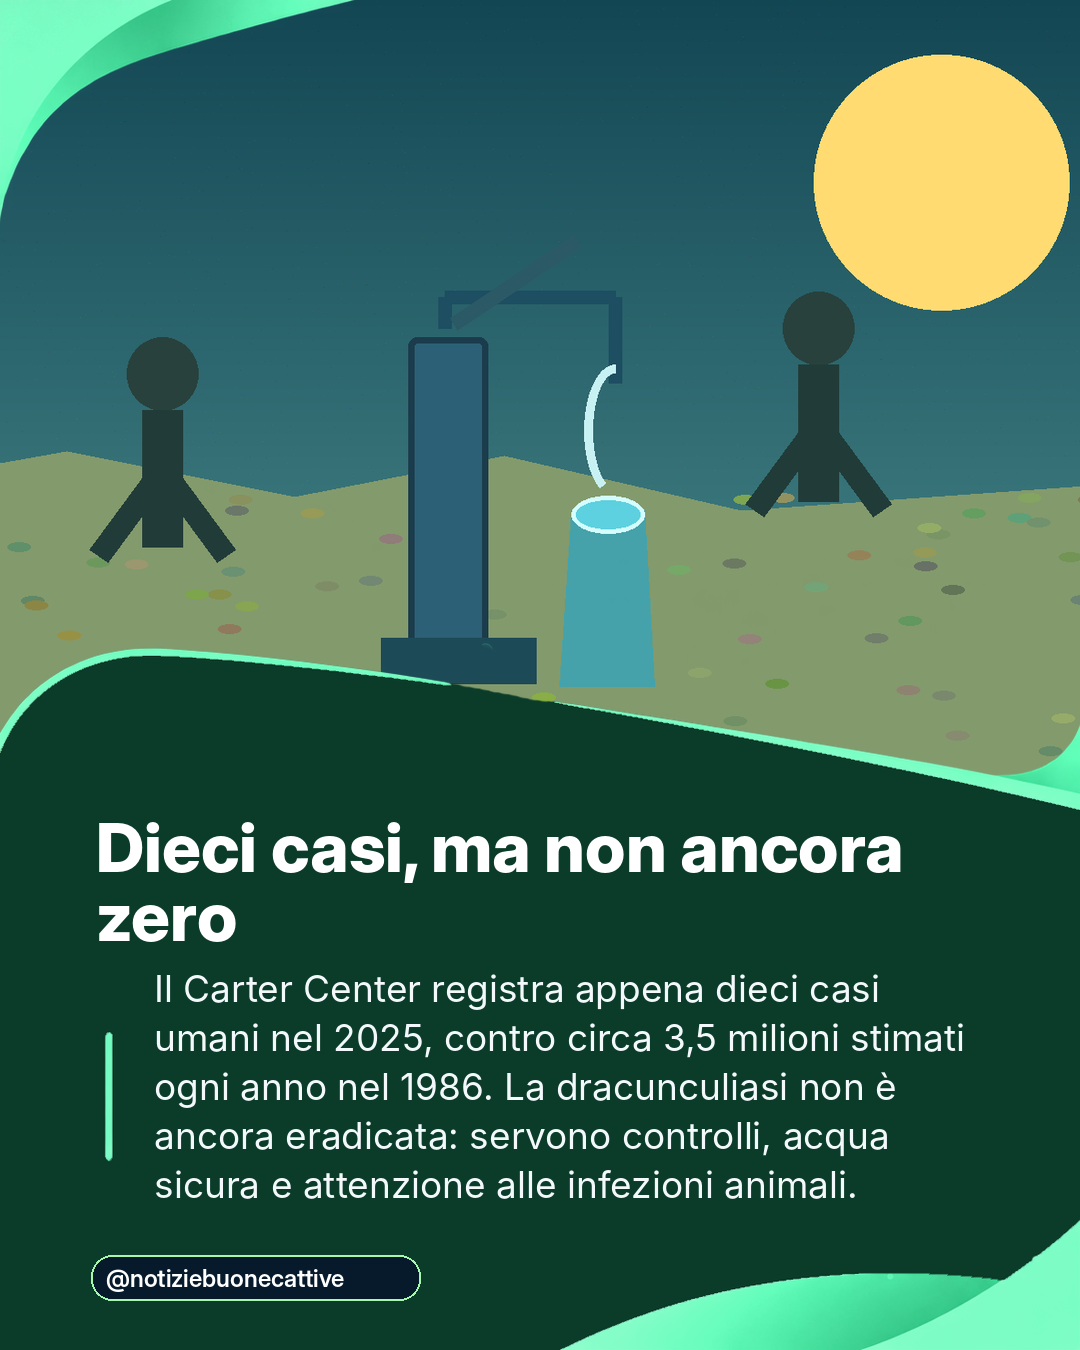 Dieci casi, ma non ancora
zero
Il Carter Center registra appena dieci casi
umani nel 2025, contro circa 3,5 milioni stimati
ogni anno nel 1986. La dracunculiasi non è
ancora eradicata: servono controlli, acqua
sicura e attenzione alle infezioni animali.
@notiziebuonecattive